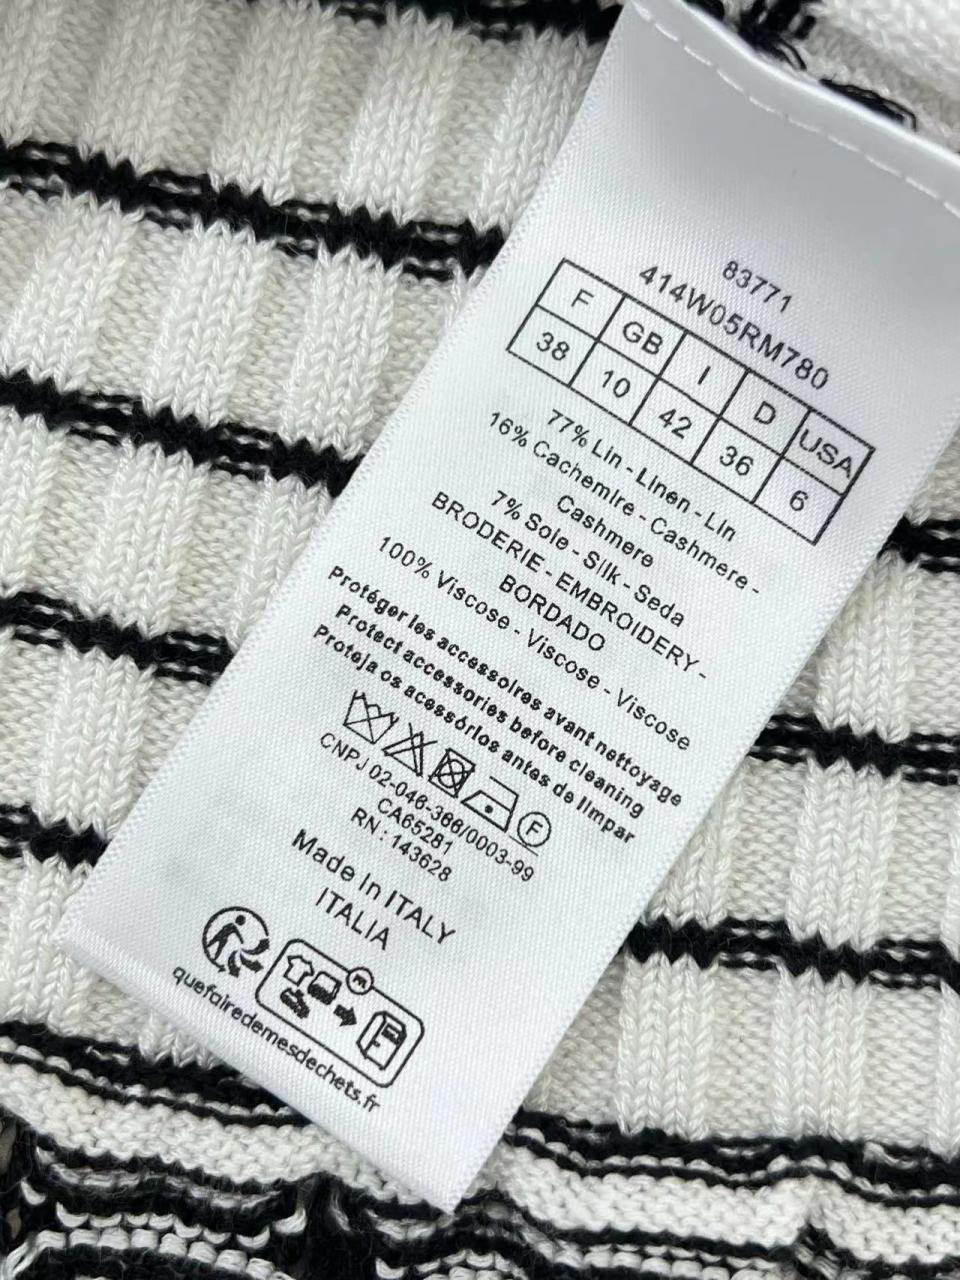 83771
414W05RM780
F GB I D USA
38 10 42 36 6
77% Lin - Linen - Lin
16% Cachemire - Cashmere -
Cashmere
7% Soie - Silk - Seda
BRODERIE - EMBROIDERY -
BORDADO
100% Viscose - Viscose - Viscose
Protéger les accessoires avant nettoyage
Protect accessories before cleaning
Proteja os acessórios antes de limpar
F
CNPJ 02-046-386/0003-99
CA65281
RN : 143628
Made In ITALY
ITALIA
FR
F
quefairedemesdechets.fr